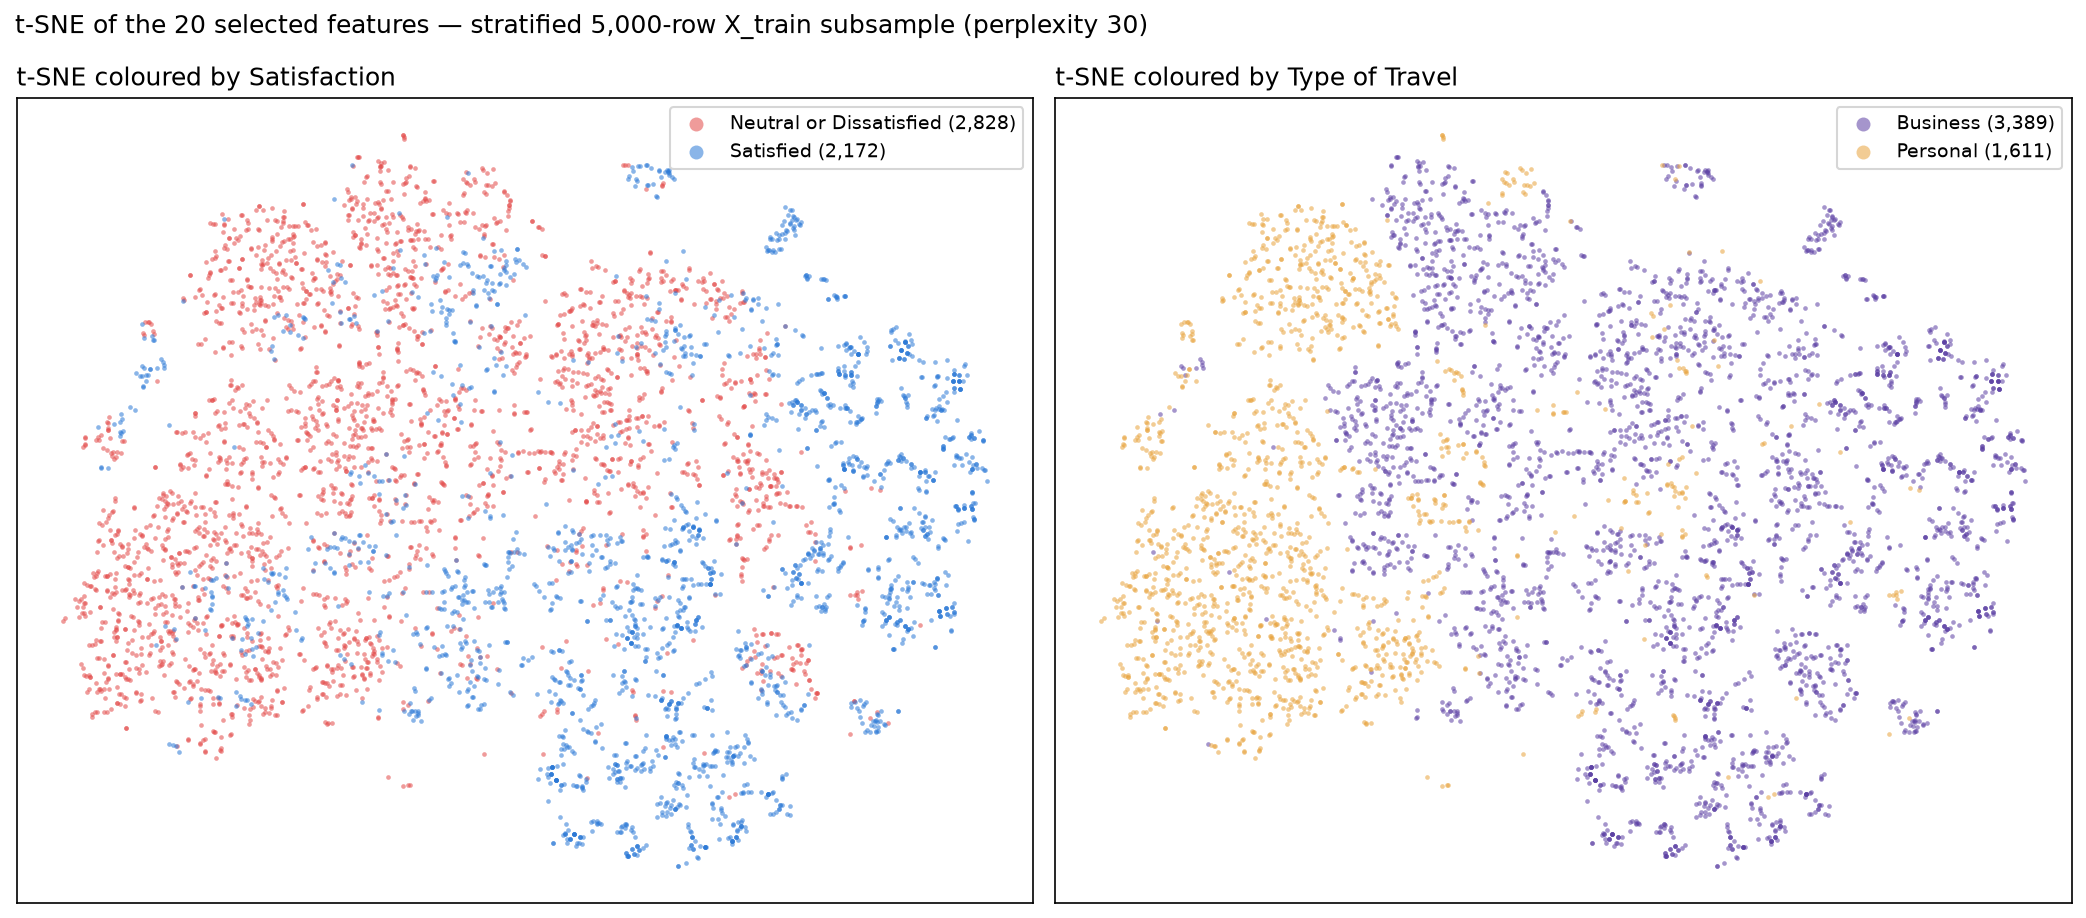 t-SNE of the 20 selected features — stratified 5,000-row X_train subsample (perplexity 30)
t-SNE coloured by Satisfaction
Neutral or Dissatisfied (2,828)
Satisfied (2,172)
t-SNE coloured by Type of Travel
Business (3,389)
Personal (1,611)